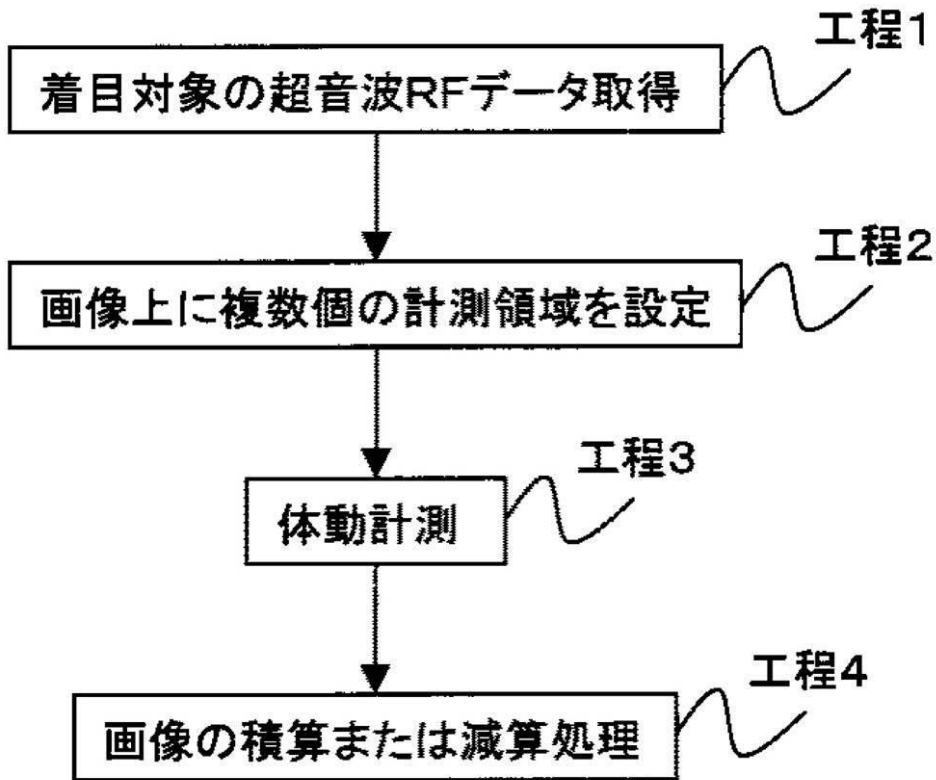 工程1
着目対象の超音波RFデータ取得
工程2
画像上に複数個の計測領域を設定
工程3
体動計測
工程4
画像の積算または減算処理